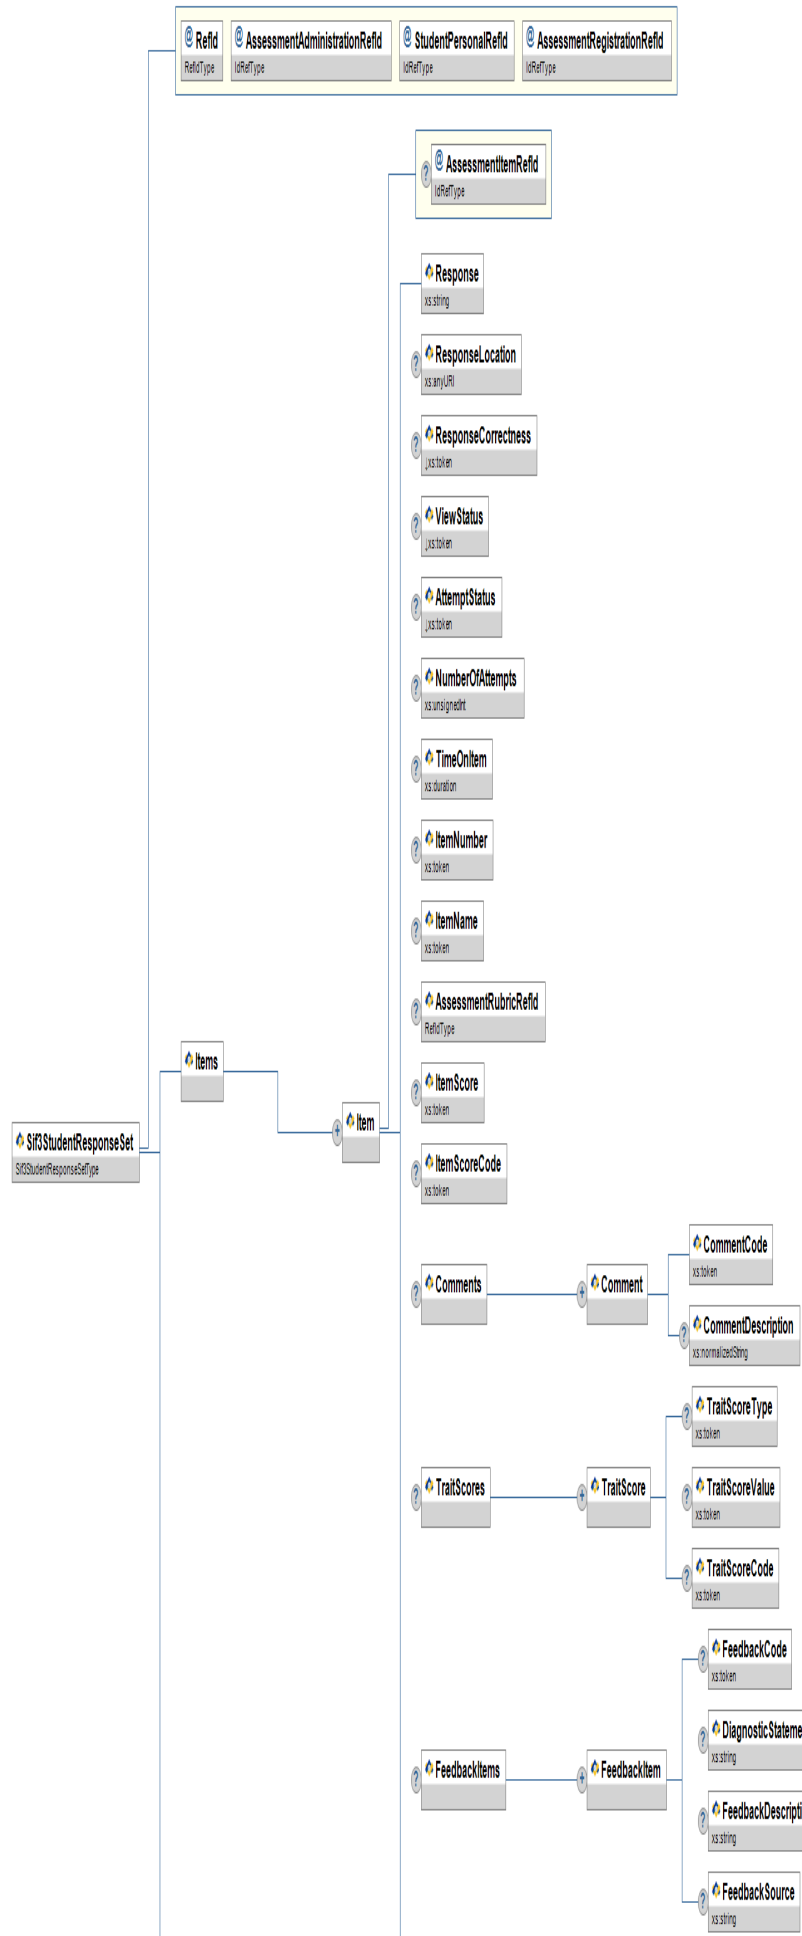 @ RefId
RefIdType
@ AssessmentAdministrationRefId
IdRefType
@ StudentPersonalRefId
IdRefType
@ AssessmentRegistrationRefId
IdRefType
? @ AssessmentItemRefId
IdRefType
Response
xs:string
? ResponseLocation
xs:anyURI
? ResponseCorrectness
xs:token
? ViewStatus
xs:token
? AttemptStatus
xs:token
? NumberOfAttempts
xs:unsignedInt
? TimeOnItem
xs:duration
? ItemNumber
xs:token
? ItemName
xs:token
? AssessmentRubricRefId
RefIdType
Items
+ Item
? ItemScore
xs:token
Sif3StudentResponseSet
Sif3StudentResponseSetType
? ItemScoreCode
xs:token
? Comments
+ Comment
CommentCode
xs:token
? CommentDescription
xs:normalizedString
? TraitScores
+ TraitScore
? TraitScoreType
xs:token
? TraitScoreValue
xs:token
? TraitScoreCode
xs:token
? FeedbackItems
+ FeedbackItem
? FeedbackCode
xs:token
? DiagnosticStateme
xs:string
? FeedbackDescripti
xs:string
? FeedbackSource
xs:string